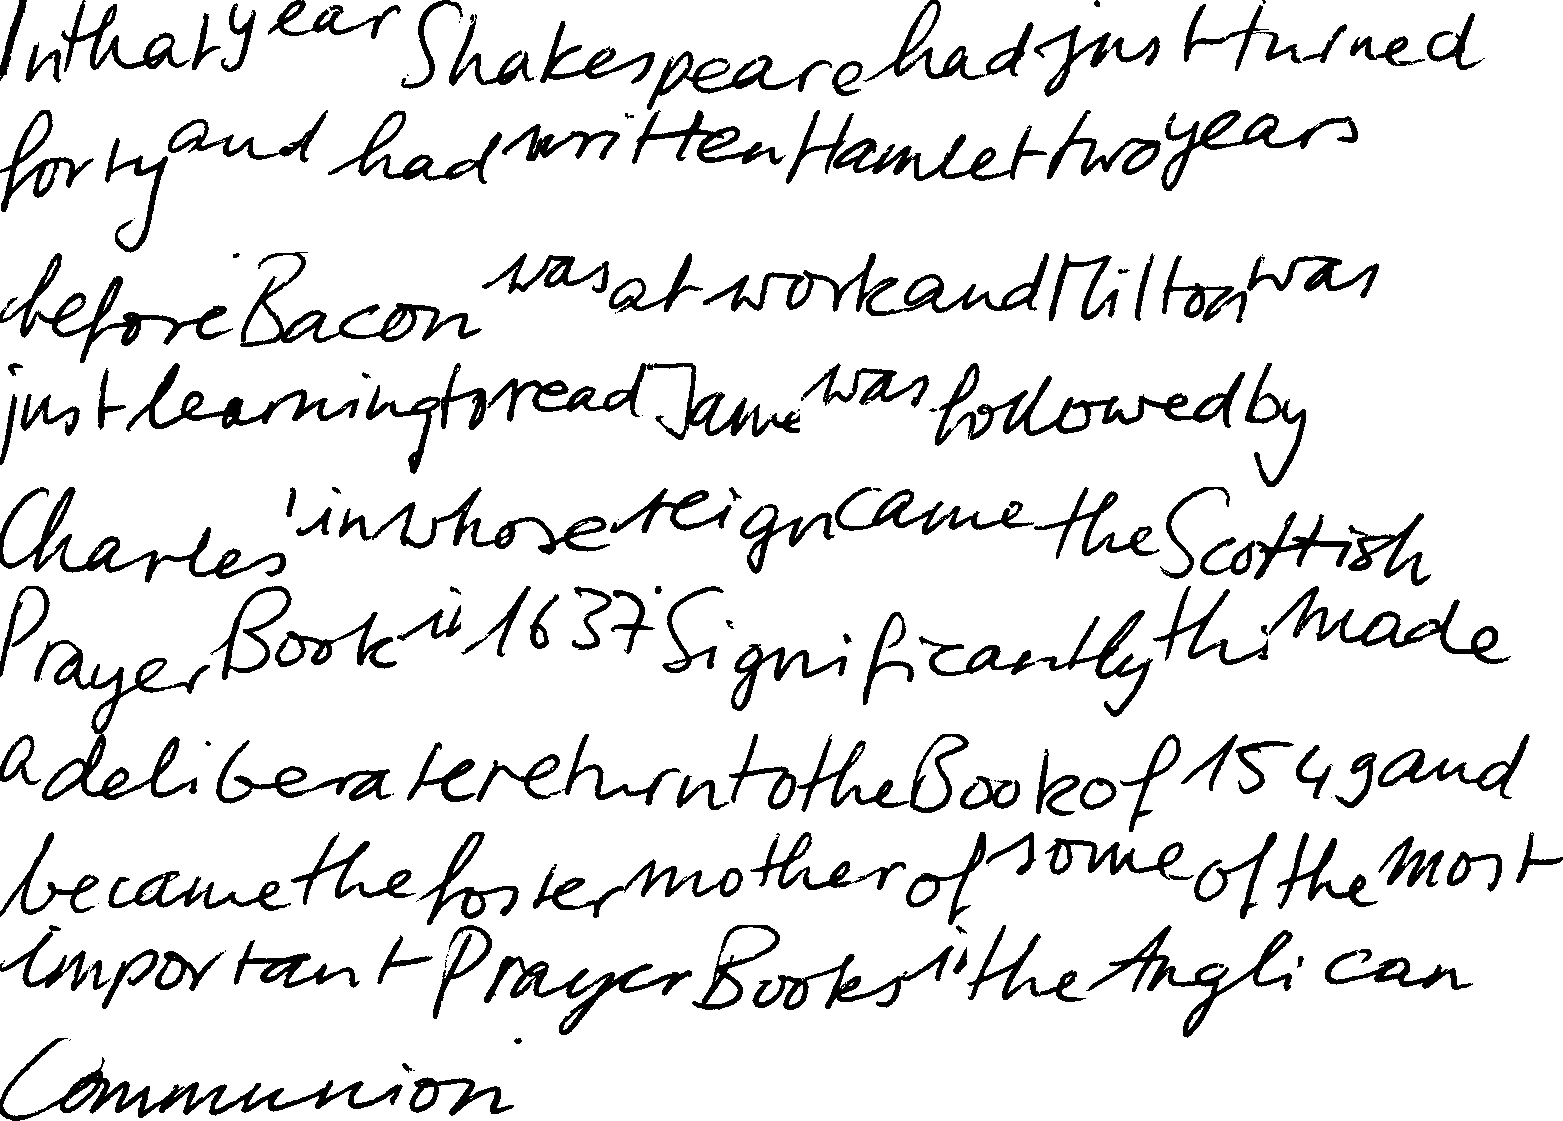 In that year Shakespeare had just turned
forty and had written Hamlet two years
before. Bacon was at work and Milton was
just learning to read. James was followed by
Charles I in whose reign came the Scottish
Prayer Book in 1637. Significantly this made
a deliberate return to the Book of 1549 and
became the foster mother of some of the most
important Prayer Books in the Anglican
Communion.